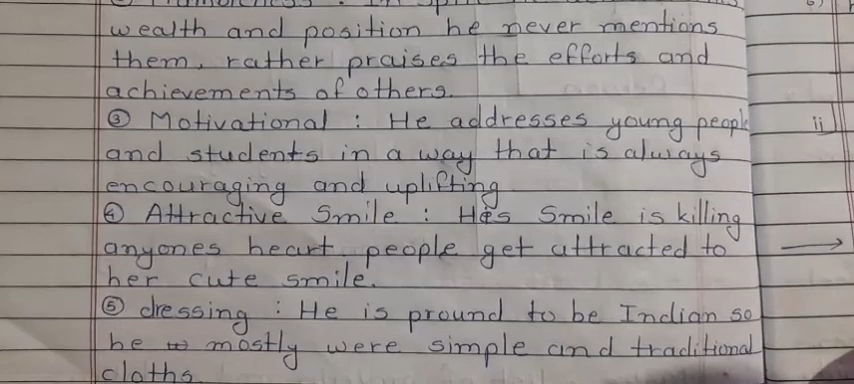 wealth and position he never mentions
them, rather praises the efforts and
achievements of others.
③ Motivational : He addresses young people
and students in a way that is always
encouraging and uplifting
④ Attractive Smile : His Smile is killing
anyones heart people get attracted to
her cute smile.
⑤ dressing : He is pround to be Indian so
he mostly were simple and traditional
cloths.
ii)
→